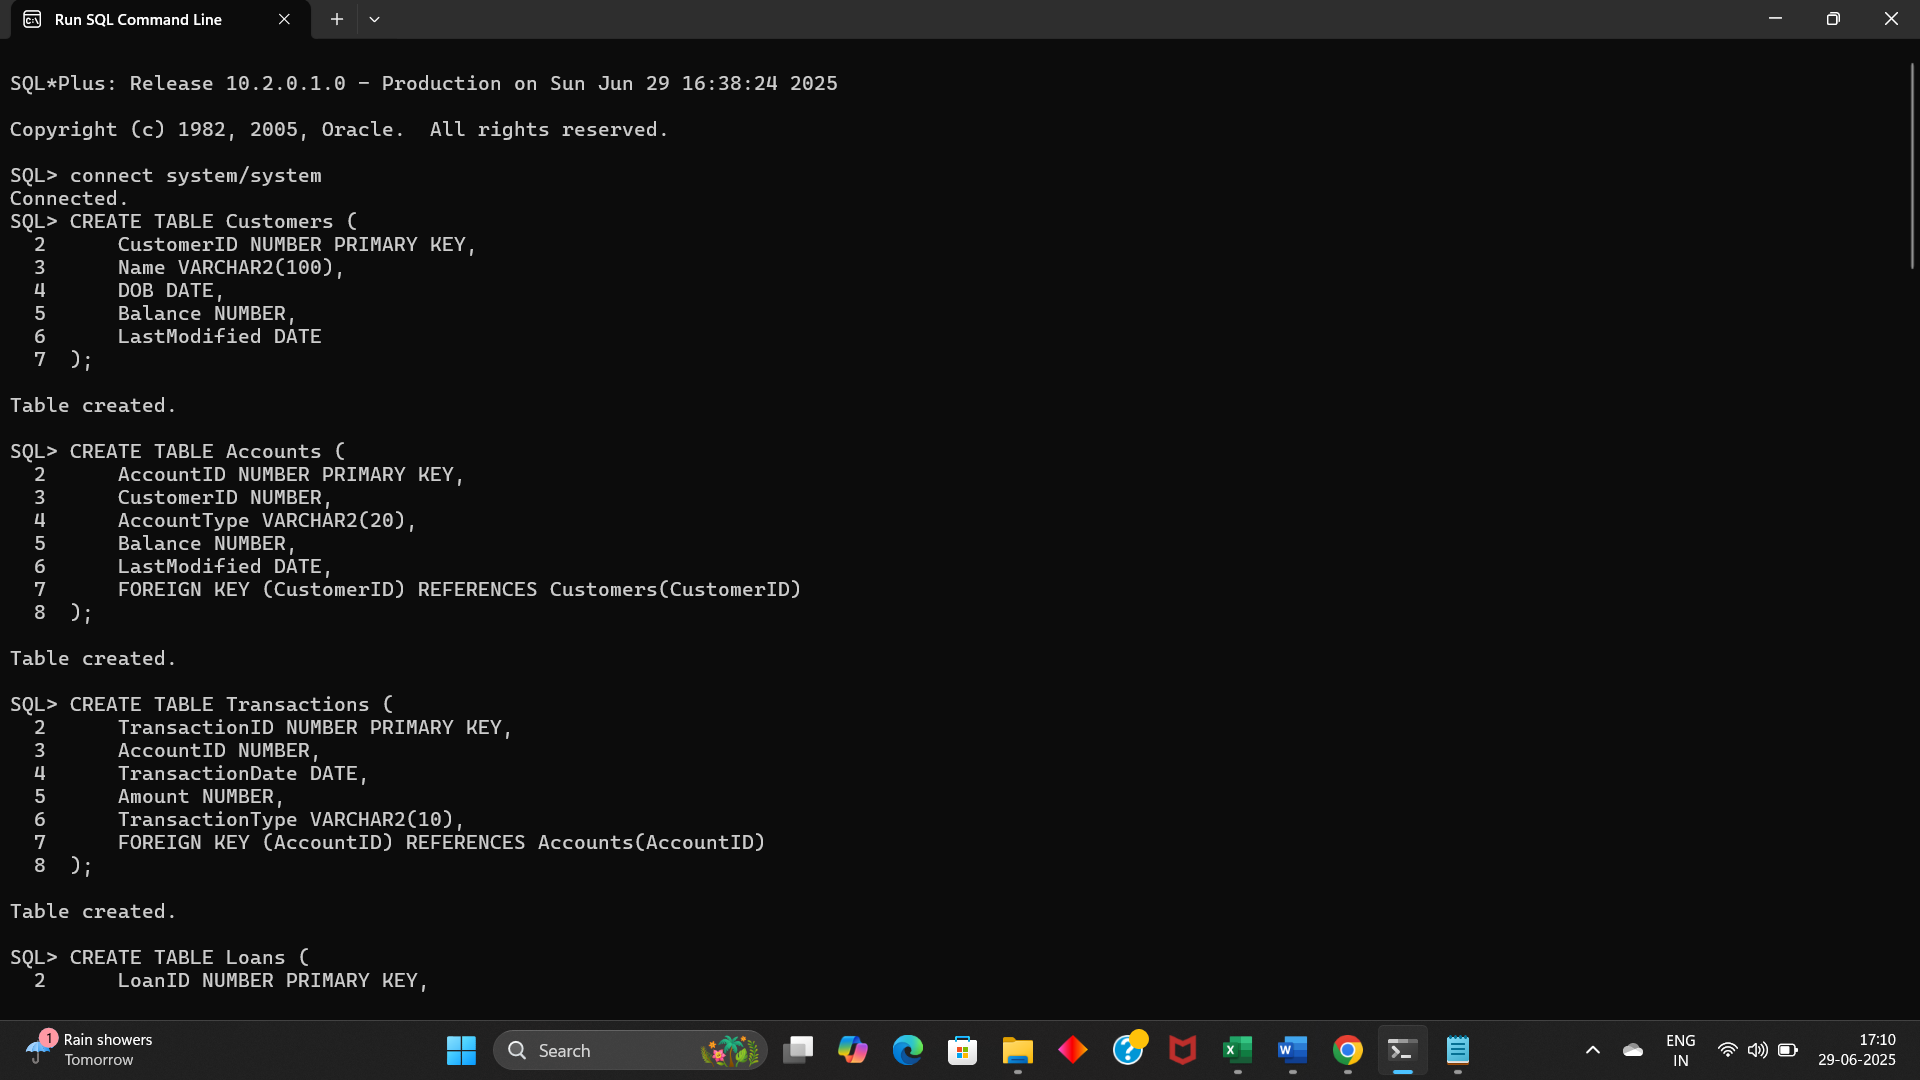 Run SQL Command Line
SQL*Plus: Release 10.2.0.1.0 - Production on Sun Jun 29 16:38:24 2025
Copyright (c) 1982, 2005, Oracle.  All rights reserved.
SQL> connect system/system
Connected.
SQL> CREATE TABLE Customers (
  2      CustomerID NUMBER PRIMARY KEY,
  3      Name VARCHAR2(100),
  4      DOB DATE,
  5      Balance NUMBER,
  6      LastModified DATE
  7  );
Table created.
SQL> CREATE TABLE Accounts (
  2      AccountID NUMBER PRIMARY KEY,
  3      CustomerID NUMBER,
  4      AccountType VARCHAR2(20),
  5      Balance NUMBER,
  6      LastModified DATE,
  7      FOREIGN KEY (CustomerID) REFERENCES Customers(CustomerID)
  8  );
Table created.
SQL> CREATE TABLE Transactions (
  2      TransactionID NUMBER PRIMARY KEY,
  3      AccountID NUMBER,
  4      TransactionDate DATE,
  5      Amount NUMBER,
  6      TransactionType VARCHAR2(10),
  7      FOREIGN KEY (AccountID) REFERENCES Accounts(AccountID)
  8  );
Table created.
SQL> CREATE TABLE Loans (
  2      LoanID NUMBER PRIMARY KEY,
1
Rain showers
Tomorrow
Search
ENG
IN
17:10
29-06-2025